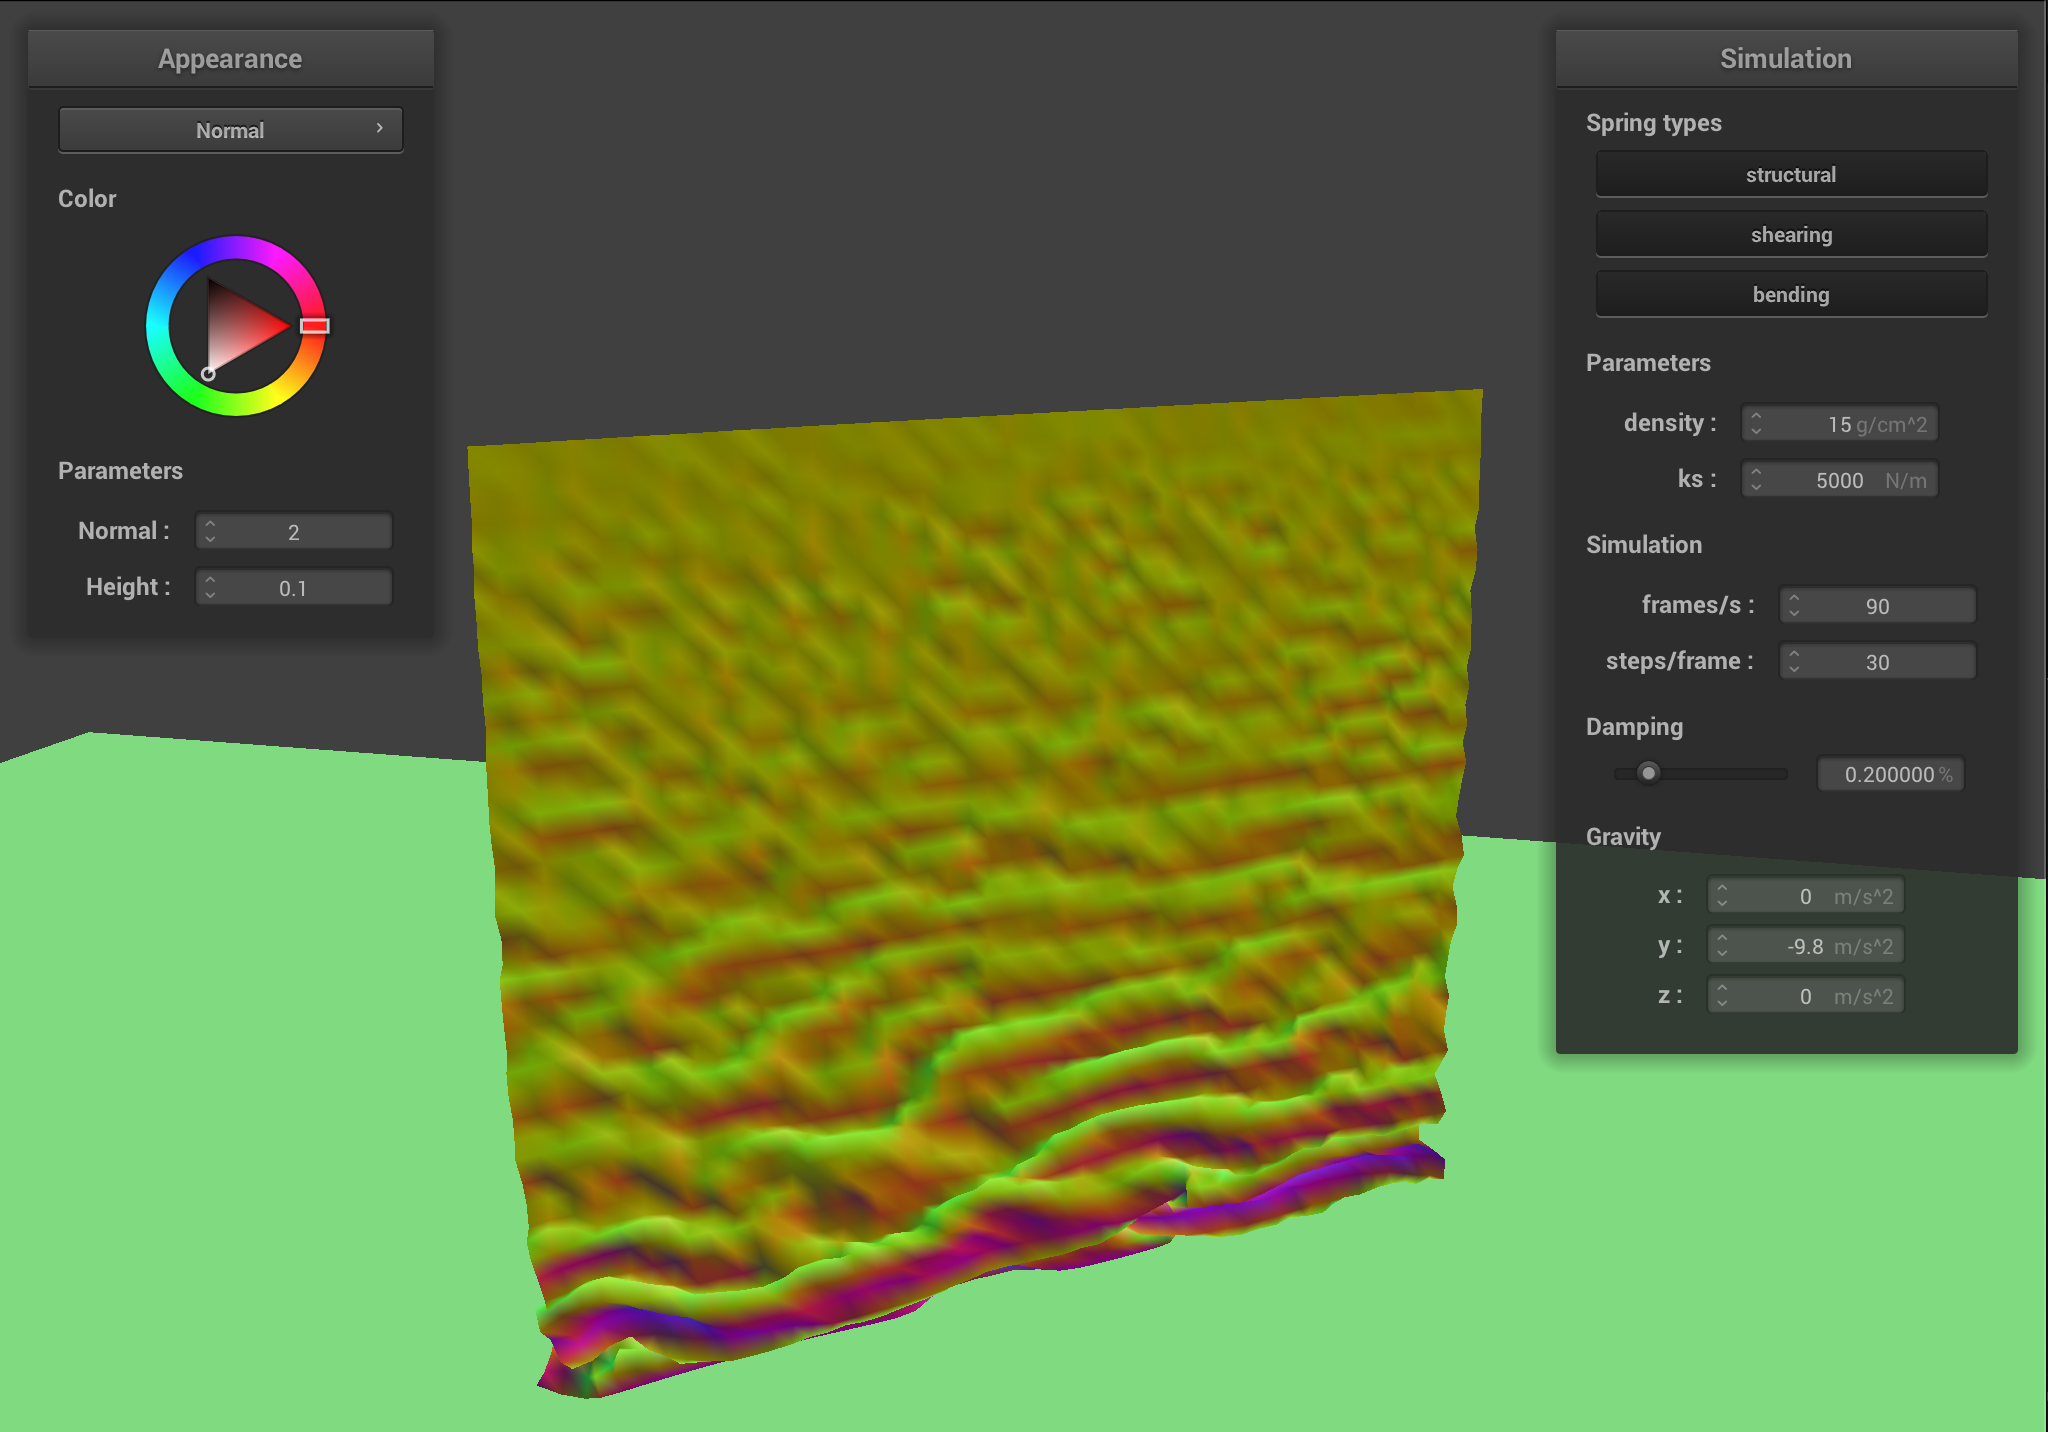 Appearance
Normal
Color
Parameters
Normal : 2
Height : 0.1
Simulation
Spring types
structural
shearing
bending
Parameters
density : 15 g/cm^2
ks : 5000 N/m
Simulation
frames/s : 90
steps/frame : 30
Damping
0.200000 %
Gravity
x : 0 m/s^2
y : -9.8 m/s^2
z : 0 m/s^2